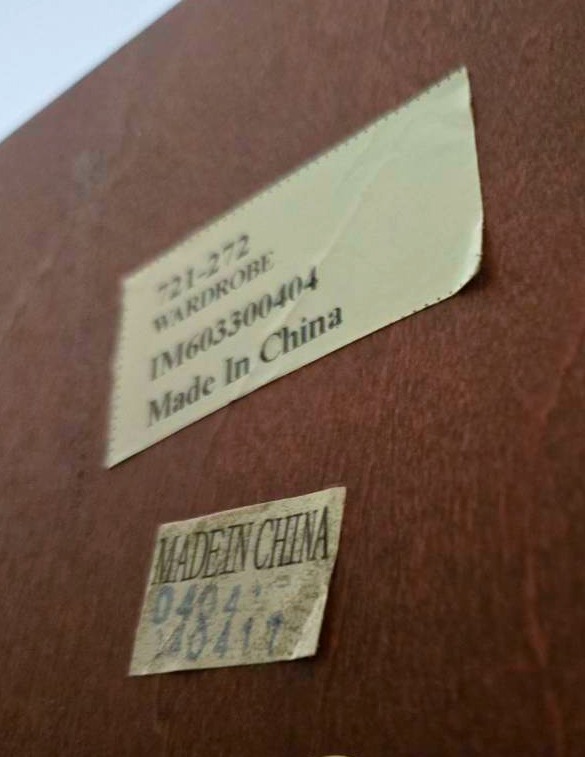 721-272
WARDROBE
IM603300404
Made In China
MADE IN CHINA